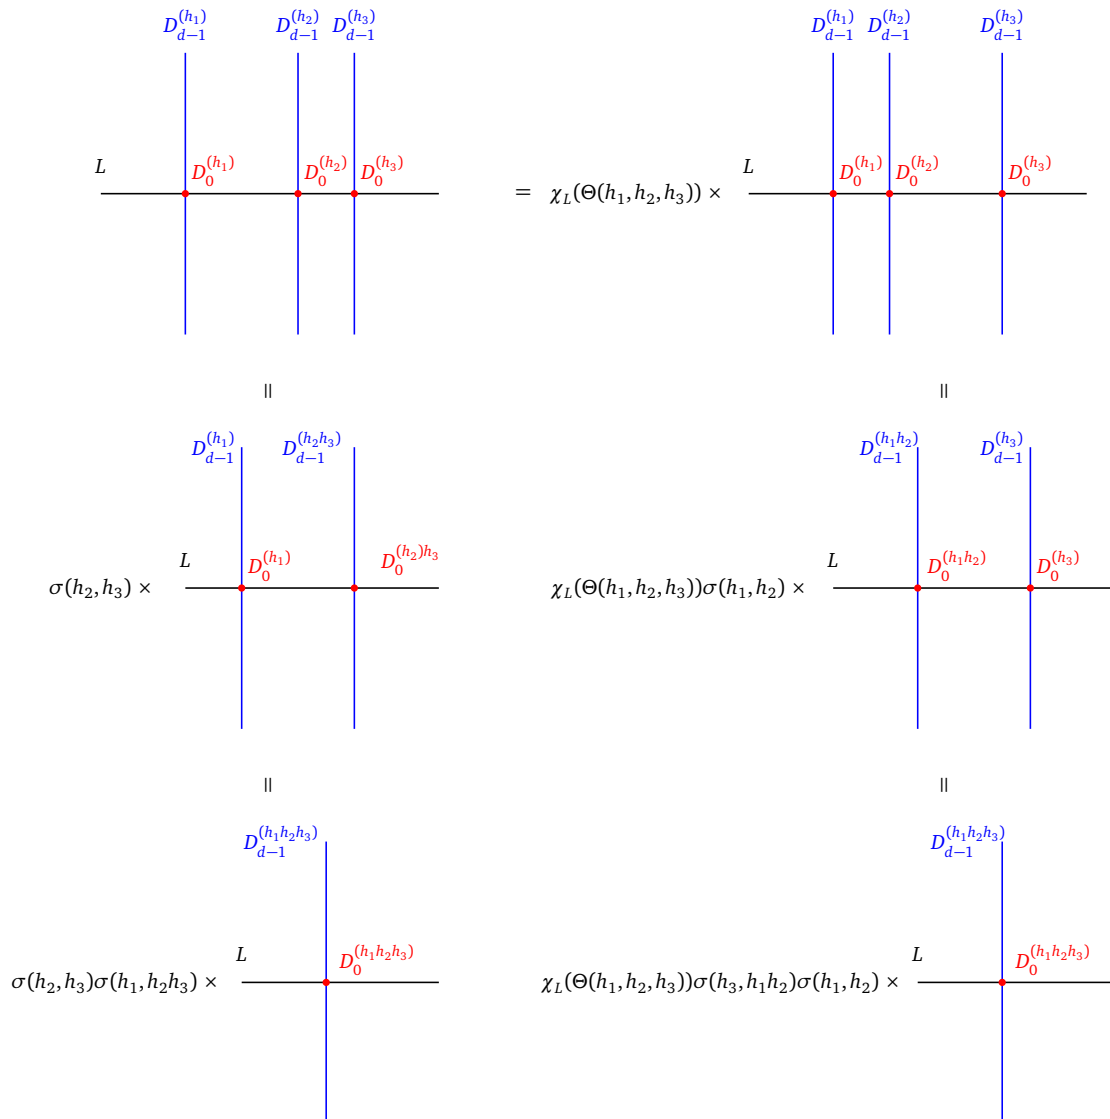 D_{d−1}^{(h_1)} D_{d−1}^{(h_2)} D_{d−1}^{(h_3)} D_{d−1}^{(h_1)} D_{d−1}^{(h_2)} D_{d−1}^{(h_3)}
L D_0^{(h_1)} D_0^{(h_2)} D_0^{(h_3)} = χ_L(Θ(h_1, h_2, h_3)) × L D_0^{(h_1)} D_0^{(h_2)} D_0^{(h_3)}
= =
D_{d−1}^{(h_1)} D_{d−1}^{(h_2h_3)} D_{d−1}^{(h_1h_2)} D_{d−1}^{(h_3)}
σ(h_2, h_3) × L D_0^{(h_1)} D_0^{(h_2)h_3} χ_L(Θ(h_1, h_2, h_3))σ(h_1, h_2) × L D_0^{(h_1h_2)} D_0^{(h_3)}
= =
D_{d−1}^{(h_1h_2h_3)} D_{d−1}^{(h_1h_2h_3)}
σ(h_2, h_3)σ(h_1, h_2h_3) × L D_0^{(h_1h_2h_3)} χ_L(Θ(h_1, h_2, h_3))σ(h_3, h_1h_2)σ(h_1, h_2) × L D_0^{(h_1h_2h_3)}